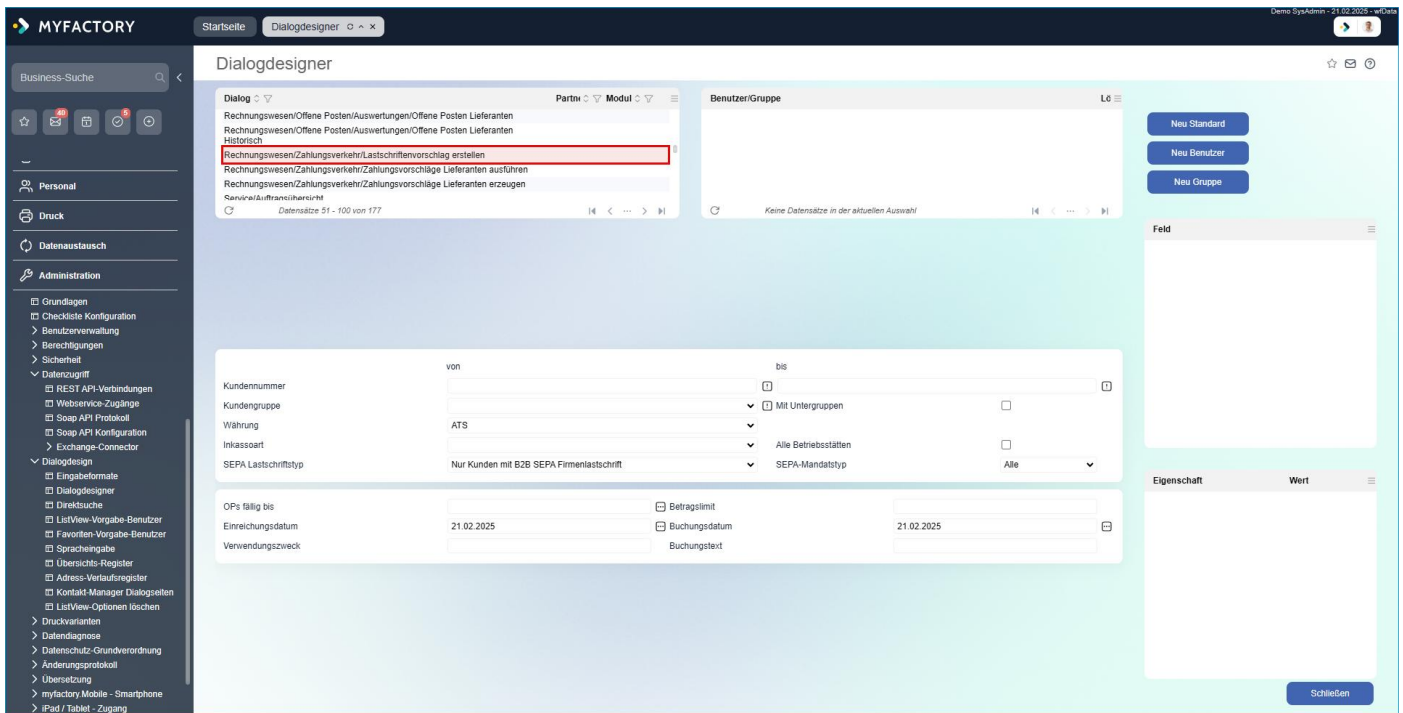 Demo SysAdmin - 21.02.2025 - wfData
MYFACTORY
Startseite
Dialogdesigner
Business-Suche
40
5
Personal
Druck
Datenaustausch
Administration
Grundlagen
Checkliste Konfiguration
Benutzerverwaltung
Berechtigungen
Sicherheit
Datenzugriff
REST API-Verbindungen
Webservice-Zugänge
Soap API Protokoll
Soap API Konfiguration
Exchange-Connector
Dialogdesign
Eingabeformate
Dialogdesigner
Direktsuche
ListView-Vorgabe-Benutzer
Favoriten-Vorgabe-Benutzer
Spracheingabe
Übersichts-Register
Adress-Verlaufsregister
Kontakt-Manager Dialogseiten
ListView-Optionen löschen
Druckvarianten
Datendiagnose
Datenschutz-Grundverordnung
Änderungsprotokoll
Übersetzung
myfactory.Mobile - Smartphone
iPad / Tablet - Zugang
Dialogdesigner
Dialog Partn Modul
Rechnungswesen/Offene Posten/Auswertungen/Offene Posten Lieferanten
Rechnungswesen/Offene Posten/Auswertungen/Offene Posten Lieferanten
Historisch
Rechnungswesen/Zahlungsverkehr/Lastschriftenvorschlag erstellen
Rechnungswesen/Zahlungsverkehr/Zahlungsvorschläge Lieferanten ausführen
Rechnungswesen/Zahlungsverkehr/Zahlungsvorschläge Lieferanten erzeugen
Service/Auftragsübersicht
Datensätze 51 - 100 von 177
Benutzer/Gruppe Lö
Keine Datensätze in der aktuellen Auswahl
Neu Standard
Neu Benutzer
Neu Gruppe
Feld
von bis
Kundennummer
Kundengruppe Mit Untergruppen
Währung ATS
Inkassoart Alle Betriebsstätten
SEPA Lastschriftstyp Nur Kunden mit B2B SEPA Firmenlastschrift SEPA-Mandatstyp Alle
OPs fällig bis Betragslimit
Einreichungsdatum 21.02.2025 Buchungsdatum 21.02.2025
Verwendungszweck Buchungstext
Eigenschaft Wert
Schließen